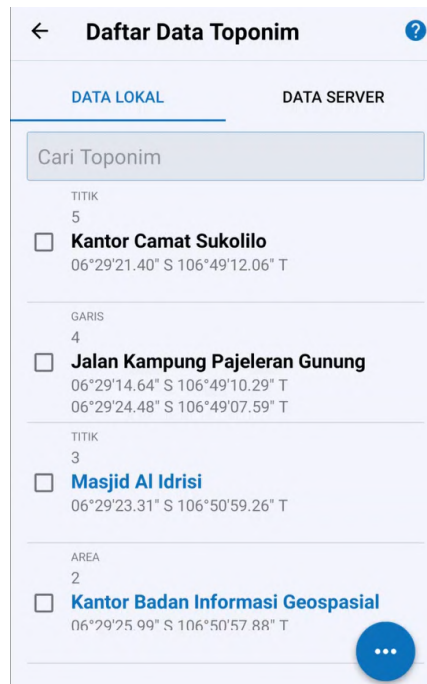 Daftar Data Toponim
?
DATA LOKAL
DATA SERVER
Cari Toponim
TITIK
5
Kantor Camat Sukolilo
06°29'21.40" S 106°49'12.06" T
GARIS
4
Jalan Kampung Pajeleran Gunung
06°29'14.64" S 106°49'10.29" T
06°29'24.48" S 106°49'07.59" T
TITIK
3
Masjid Al Idrisi
06°29'23.31" S 106°50'59.26" T
AREA
2
Kantor Badan Informasi Geospasial
06°29'25.99" S 106°50'57.88" T